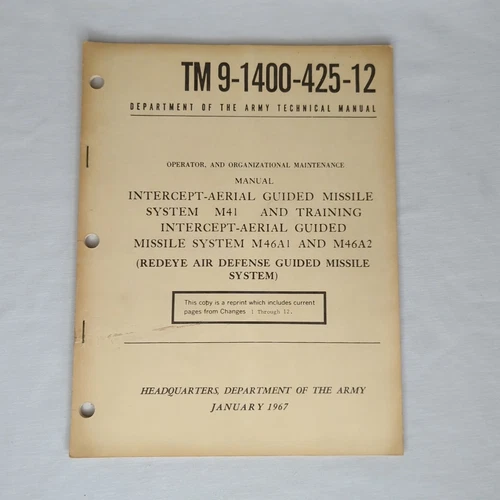 TM 9-1400-425-12
DEPARTMENT OF THE ARMY TECHNICAL MANUAL
OPERATOR, AND ORGANIZATIONAL MAINTENANCE
MANUAL
INTERCEPT-AERIAL GUIDED MISSILE
SYSTEM M41 AND TRAINING
INTERCEPT-AERIAL GUIDED
MISSILE SYSTEM M46A1 AND M46A2
(REDEYE AIR DEFENSE GUIDED MISSILE
SYSTEM)
This copy is a reprint which includes current
pages from Changes 1 Through 12.
HEADQUARTERS, DEPARTMENT OF THE ARMY
JANUARY 1967